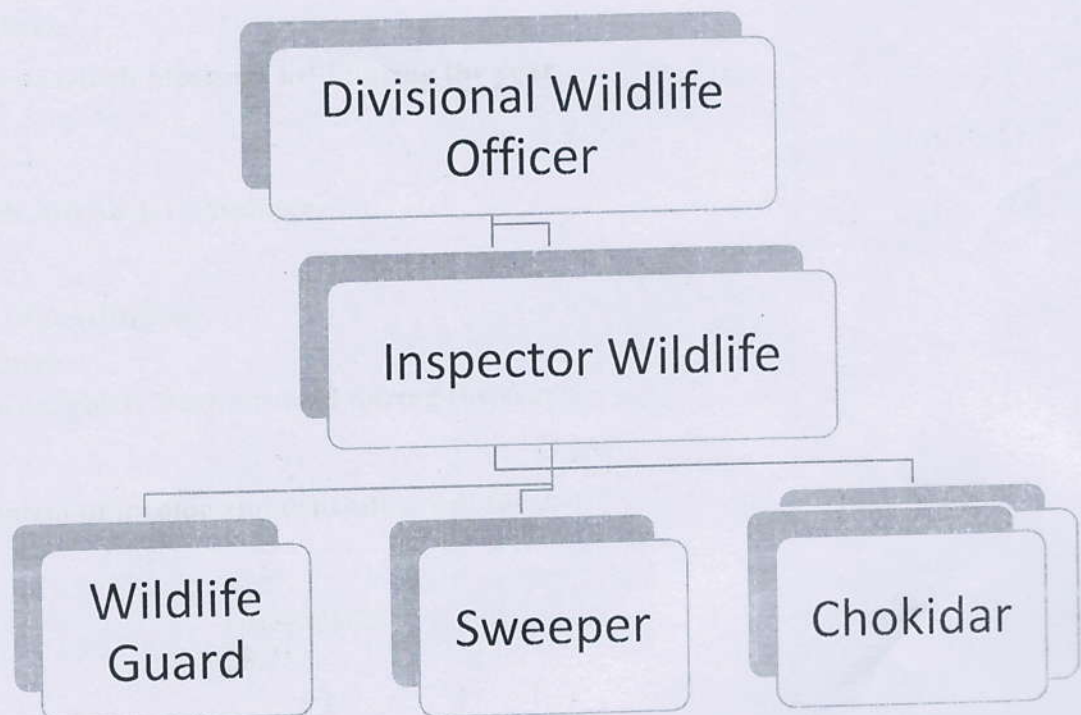 Divisional Wildlife
Officer
Inspector Wildlife
Wildlife
Guard
Sweeper
Chokidar